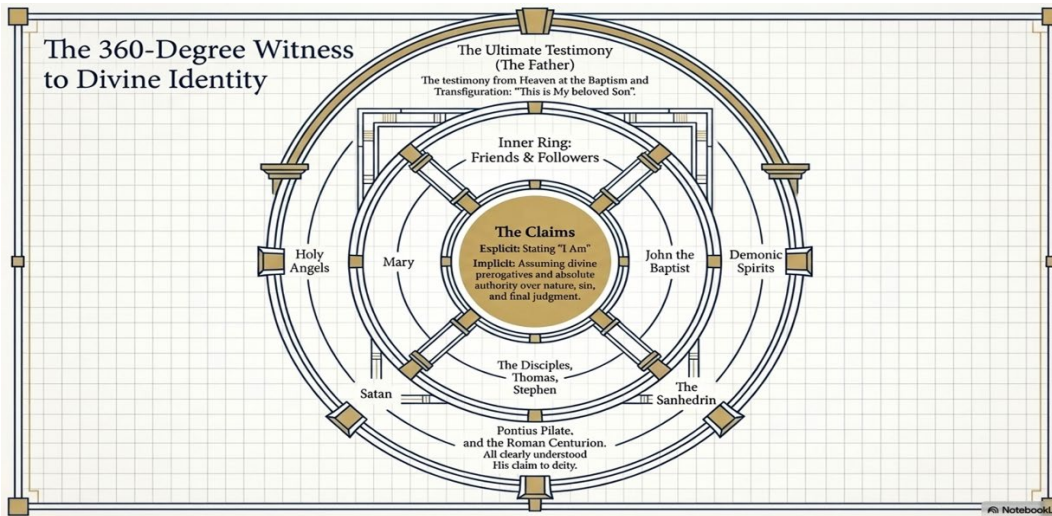 The 360-Degree Witness
to Divine Identity
The Ultimate Testimony
(The Father)
The testimony from Heaven at the Baptism and
Transfiguration: "This is My beloved Son".
Inner Ring:
Friends & Followers
The Claims
Esplicit: Stating "I Am"
Implicit: Assuming divine
prerogatives and absolute
authority over nature, sin,
and final judgment.
Holy
Angels
Mary
John the
Baptist
Demonic
Spirits
The Disciples,
Thomas,
Stephen
Satan
The
Sanhedrin
Pontius Pilate.
and the Roman Centurion.
All clearly understood
His claim to deity.